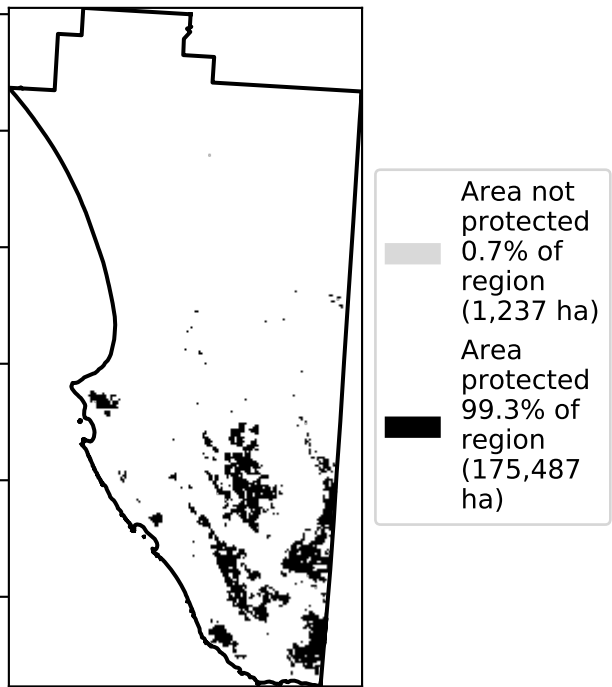 Area not
protected
0.7% of
region
(1,237 ha)
Area
protected
99.3% of
region
(175,487
ha)